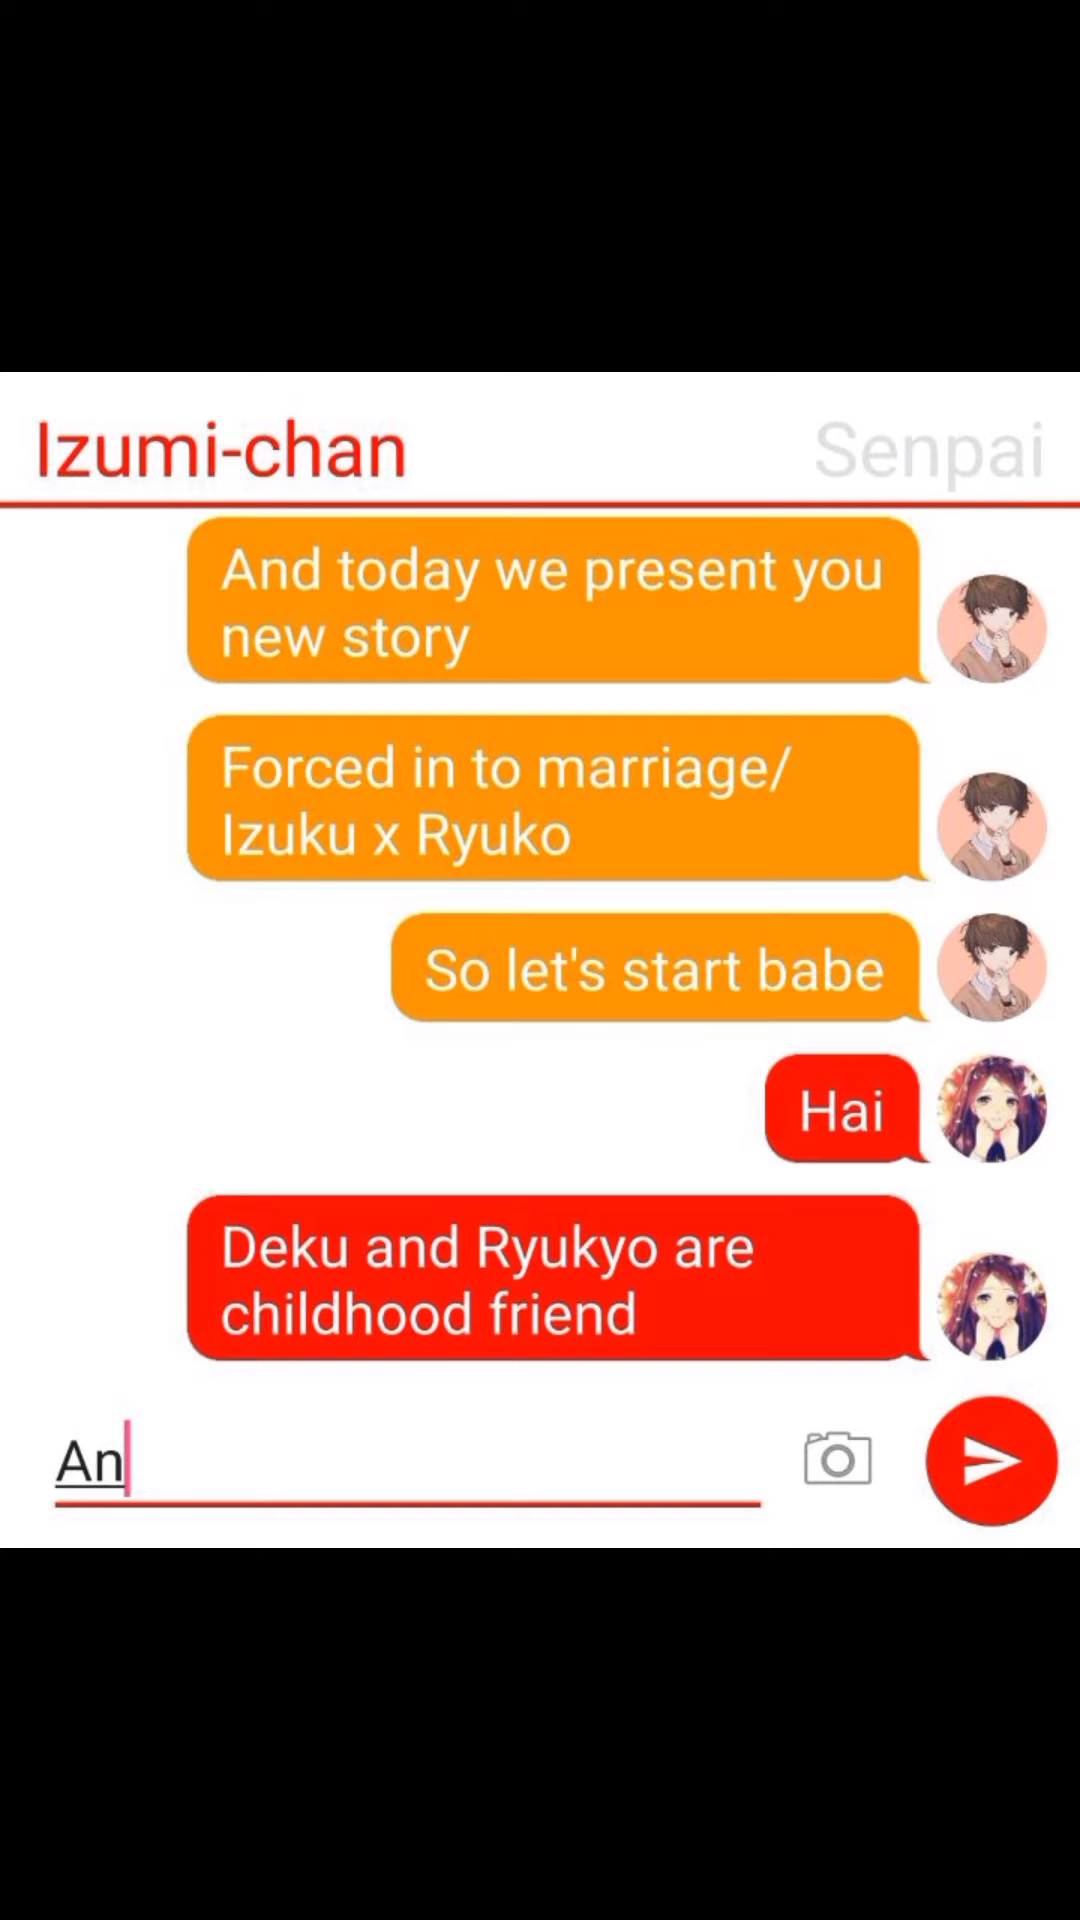 Izumi-chan
Senpai
And today we present you
new story
Forced in to marriage/
Izuku x Ryuko
So let's start babe
Hai
Deku and Ryukyo are
childhood friend
An